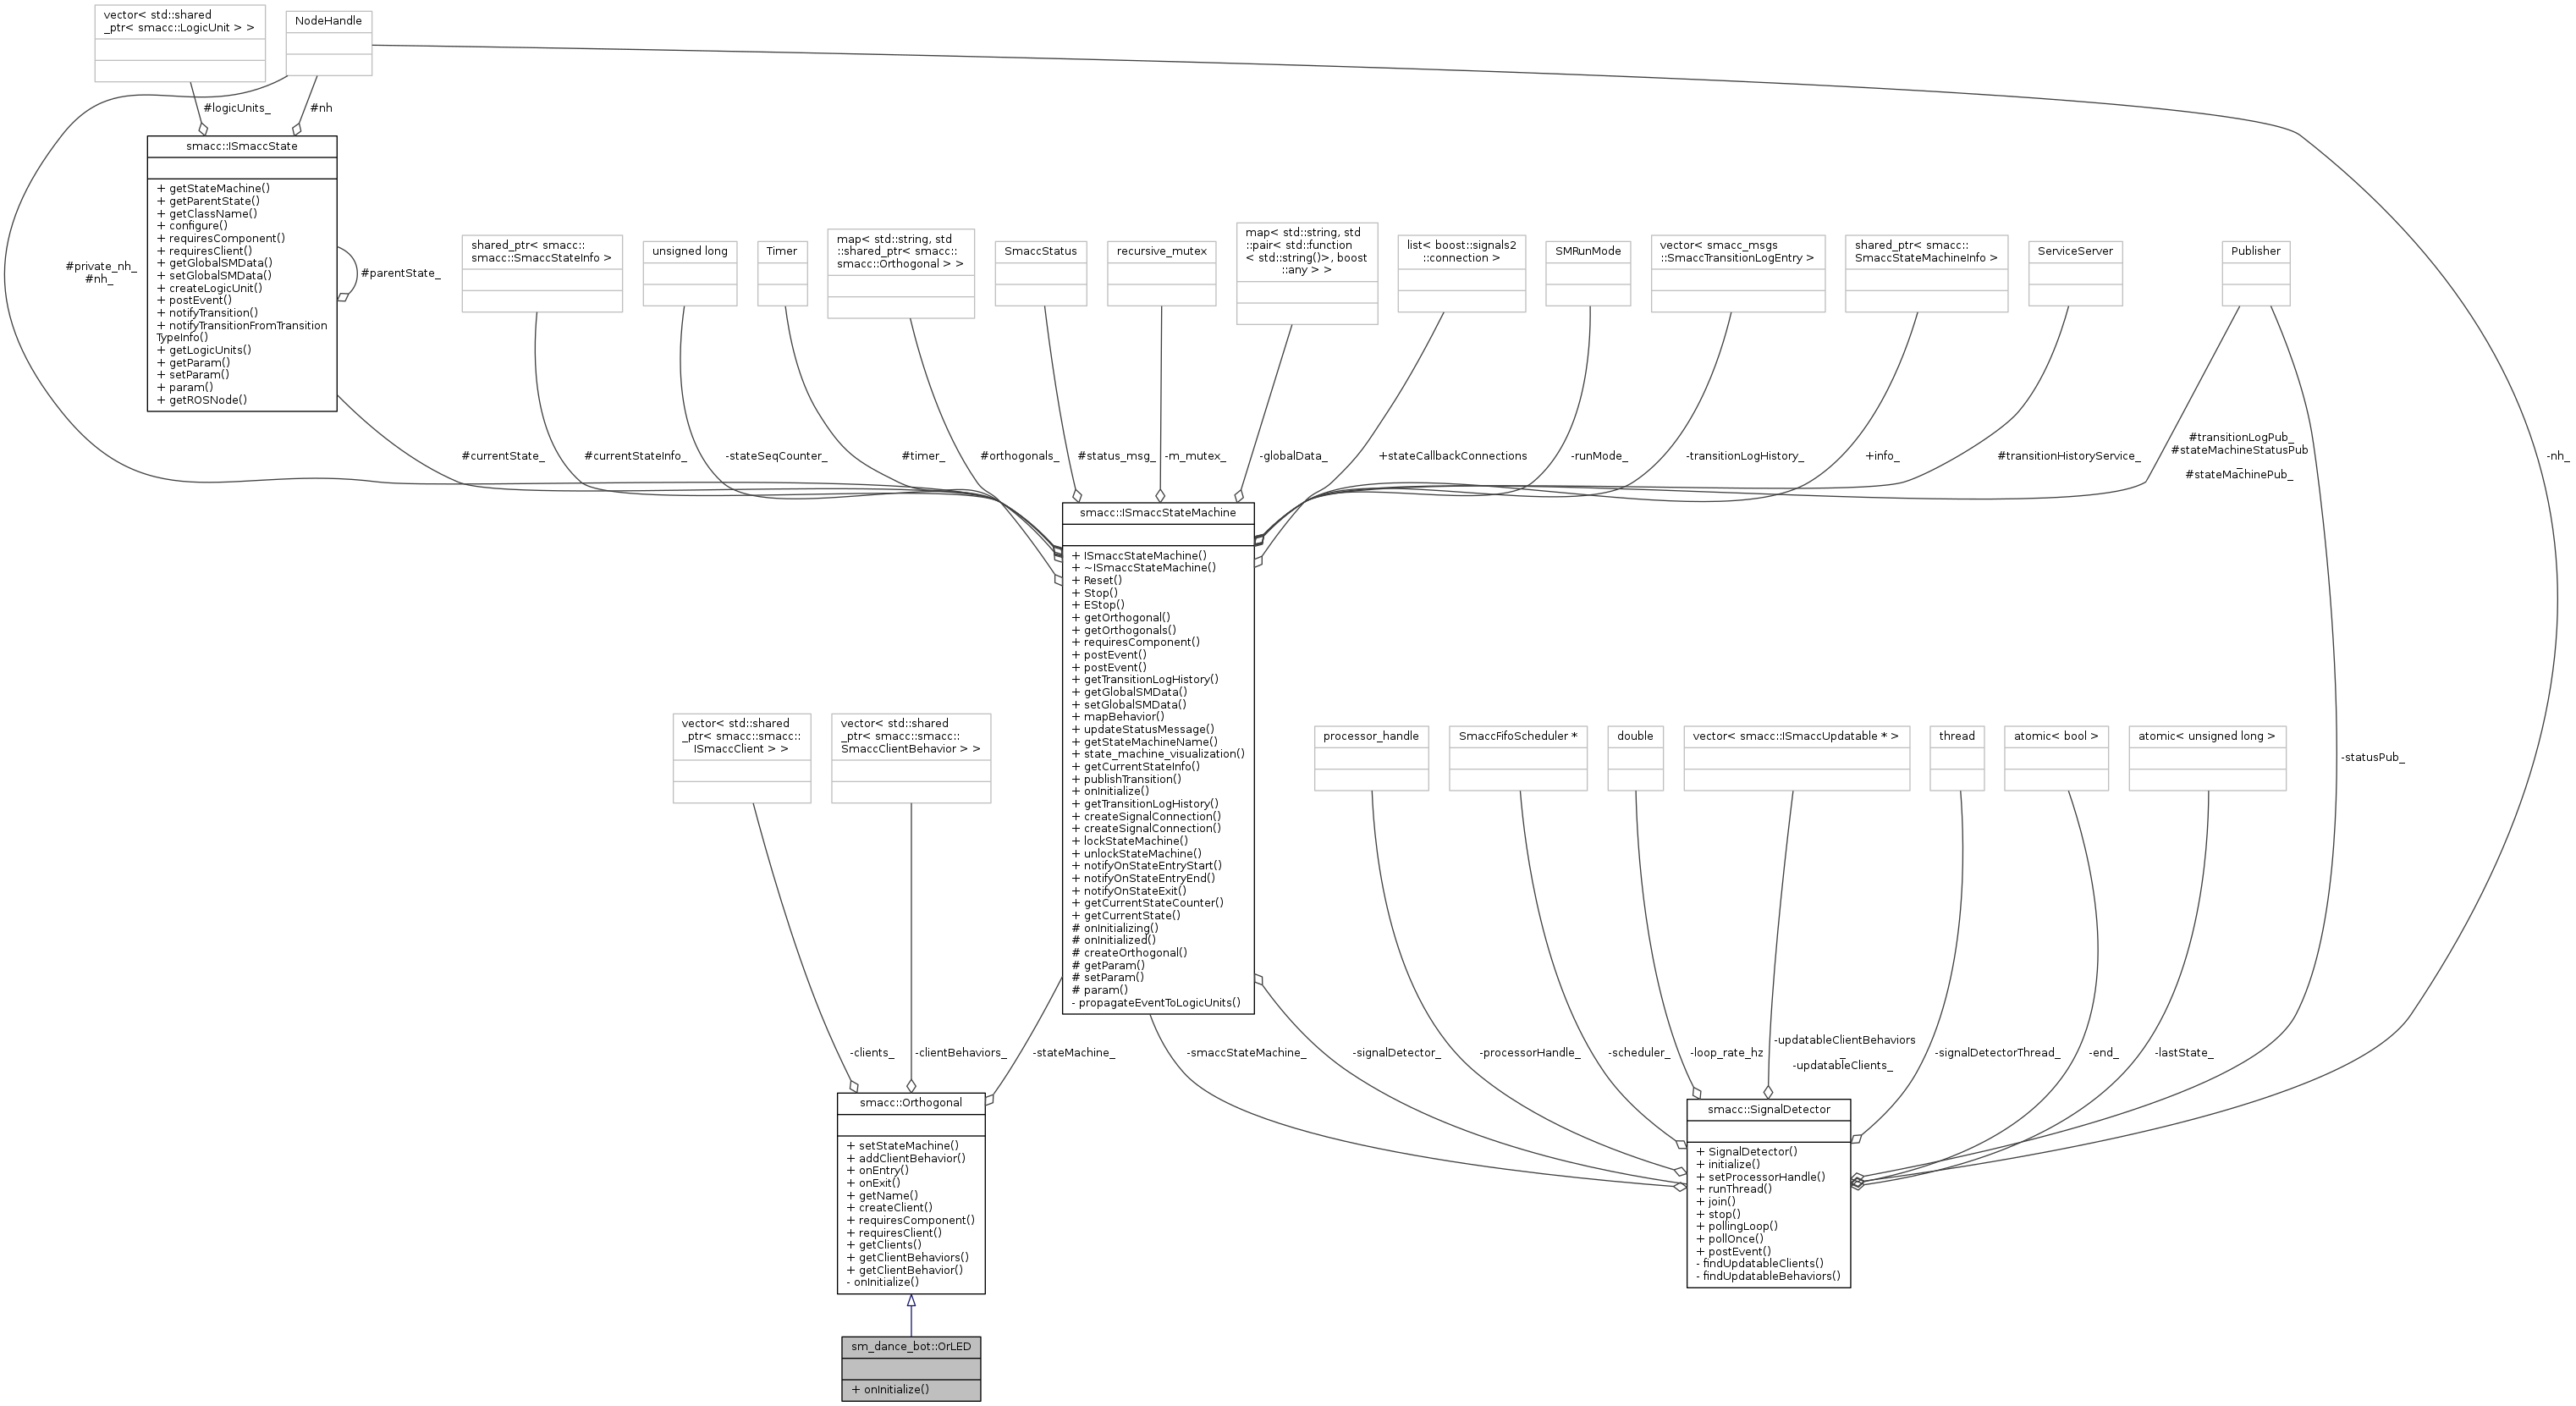 vector< std::shared
_ptr< smacc::LogicUnit > >
NodeHandle
#logicUnits_
#nh
smacc::ISmaccState
+ getStateMachine()
+ getParentState()
+ getClassName()
+ configure()
+ requiresComponent()
+ requiresClient()
+ getGlobalSMData()
+ setGlobalSMData()
+ createLogicUnit()
+ postEvent()
+ notifyTransition()
+ notifyTransitionFromTransition
TypeInfo()
+ getLogicUnits()
+ getParam()
+ setParam()
+ param()
+ getROSNode()
#private_nh_
#nh_
#parentState_
shared_ptr< smacc::
smacc::SmaccStateInfo >
unsigned long
Timer
map< std::string, std
::shared_ptr< smacc::
smacc::Orthogonal > >
SmaccStatus
recursive_mutex
map< std::string, std
::pair< std::function
< std::string()>, boost
::any > >
list< boost::signals2
::connection >
SMRunMode
vector< smacc_msgs
::SmaccTransitionLogEntry >
shared_ptr< smacc::
SmaccStateMachineInfo >
ServiceServer
Publisher
#currentState_
#currentStateInfo_
-stateSeqCounter_
#timer_
#orthogonals_
#status_msg_
-m_mutex_
-globalData_
+stateCallbackConnections
-runMode_
-transitionLogHistory_
+info_
#transitionHistoryService_
#transitionLogPub_
#stateMachineStatusPub
_
#stateMachinePub_
-nh_
smacc::ISmaccStateMachine
+ ISmaccStateMachine()
+ ~ISmaccStateMachine()
+ Reset()
+ Stop()
+ EStop()
+ getOrthogonal()
+ getOrthogonals()
+ requiresComponent()
+ postEvent()
+ postEvent()
+ getTransitionLogHistory()
+ getGlobalSMData()
+ setGlobalSMData()
+ mapBehavior()
+ updateStatusMessage()
+ getStateMachineName()
+ state_machine_visualization()
+ getCurrentStateInfo()
+ publishTransition()
+ onInitialize()
+ getTransitionLogHistory()
+ createSignalConnection()
+ createSignalConnection()
+ lockStateMachine()
+ unlockStateMachine()
+ notifyOnStateEntryStart()
+ notifyOnStateEntryEnd()
+ notifyOnStateExit()
+ getCurrentStateCounter()
+ getCurrentState()
# onInitializing()
# onInitialized()
# createOrthogonal()
# getParam()
# setParam()
# param()
- propagateEventToLogicUnits()
vector< std::shared
_ptr< smacc::smacc::
ISmaccClient > >
vector< std::shared
_ptr< smacc::smacc::
SmaccClientBehavior > >
processor_handle
SmaccFifoScheduler *
double
vector< smacc::ISmaccUpdatable * >
thread
atomic< bool >
atomic< unsigned long >
-statusPub_
-clients_
-clientBehaviors_
-stateMachine_
-smaccStateMachine_
-signalDetector_
-processorHandle_
-scheduler_
-loop_rate_hz
-updatableClientBehaviors
_
-updatableClients_
-signalDetectorThread_
-end_
-lastState_
smacc::Orthogonal
+ setStateMachine()
+ addClientBehavior()
+ onEntry()
+ onExit()
+ getName()
+ createClient()
+ requiresComponent()
+ requiresClient()
+ getClients()
+ getClientBehaviors()
+ getClientBehavior()
- onInitialize()
smacc::SignalDetector
+ SignalDetector()
+ initialize()
+ setProcessorHandle()
+ runThread()
+ join()
+ stop()
+ pollingLoop()
+ pollOnce()
+ postEvent()
- findUpdatableClients()
- findUpdatableBehaviors()
sm_dance_bot::OrLED
+ onInitialize()